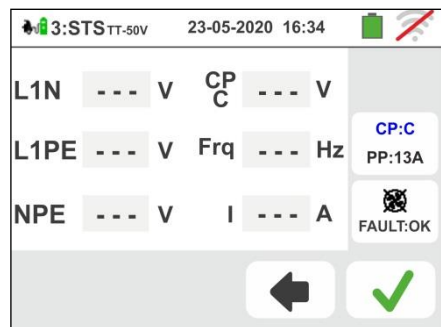 3:STS TT-50V 23-05-2020 16:34
L1N - - - V CP C - - - V
L1PE - - - V Frq - - - Hz
NPE - - - V I - - - A
CP:C
PP:13A
FAULT:OK